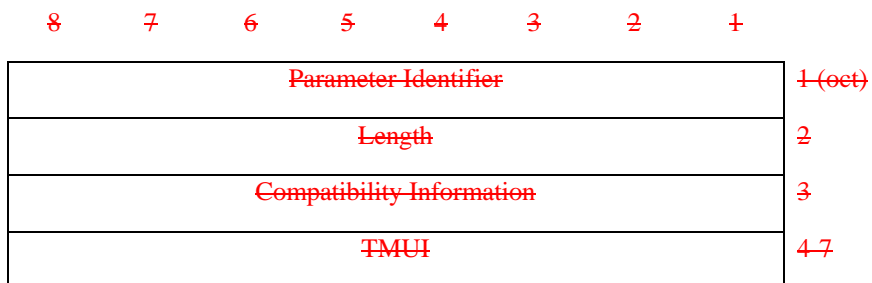 8 7 6 5 4 3 2 1
Parameter Identifier 1 (oct)
Length 2
Compatibility Information 3
TMUI 4-7